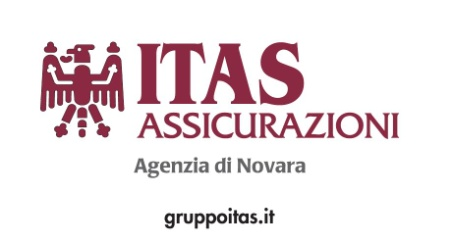 ITAS
ASSICURAZIONI
Agenzia di Novara
gruppoitas.it